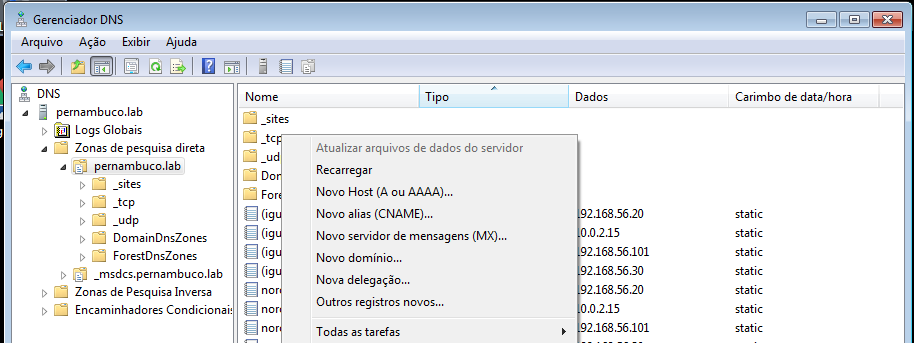 Gerenciador DNS
Arquivo Ação Exibir Ajuda
DNS
pernambuco.lab
Logs Globais
Zonas de pesquisa direta
pernambuco.lab
_sites
_tcp
_udp
DomainDnsZones
ForestDnsZones
_msdcs.pernambuco.lab
Zonas de Pesquisa Inversa
Encaminhadores Condicionais
Nome Tipo Dados Carimbo de data/hora
_sites
_tcp
_ud
Dom
Fores
(igu 192.168.56.20 static
(igu 10.0.2.15 static
(igu 192.168.56.101 static
(igu 192.168.56.30 static
nor 192.168.56.20 static
nor 10.0.2.15 static
nor 192.168.56.101 static
Atualizar arquivos de dados do servidor
Recarregar
Novo Host (A ou AAAA)...
Novo alias (CNAME)...
Novo servidor de mensagens (MX)...
Novo domínio...
Nova delegação...
Outros registros novos...
Todas as tarefas